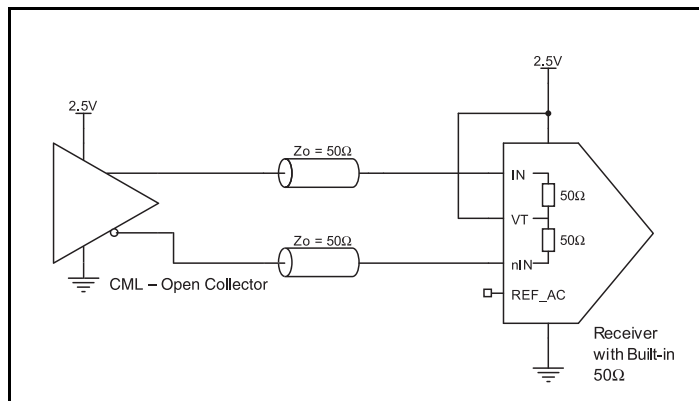 2.5V
2.5V
Zo = 50Ω
IN
50Ω
VT
Zo = 50Ω
50Ω
nIN
CML – Open Collector
REF_AC
Receiver
with Built-in
50Ω